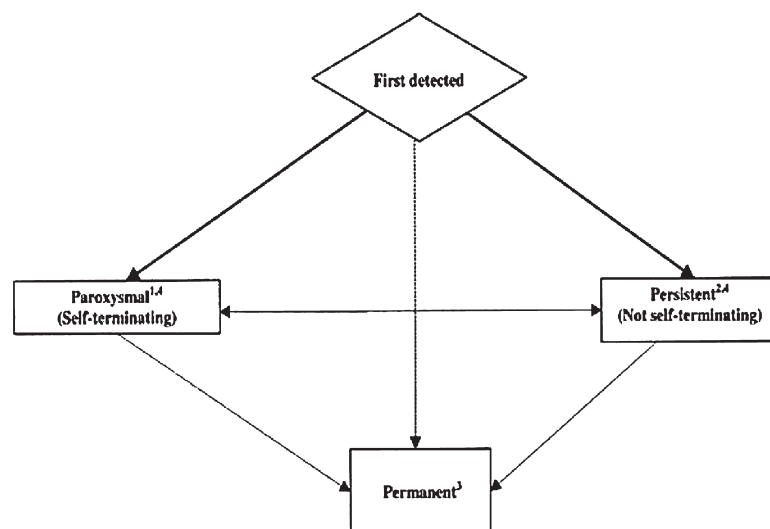 First detected
Paroxysmal1,4
(Self-terminating)
Persistent2,4
(Not self-terminating)
Permanent3